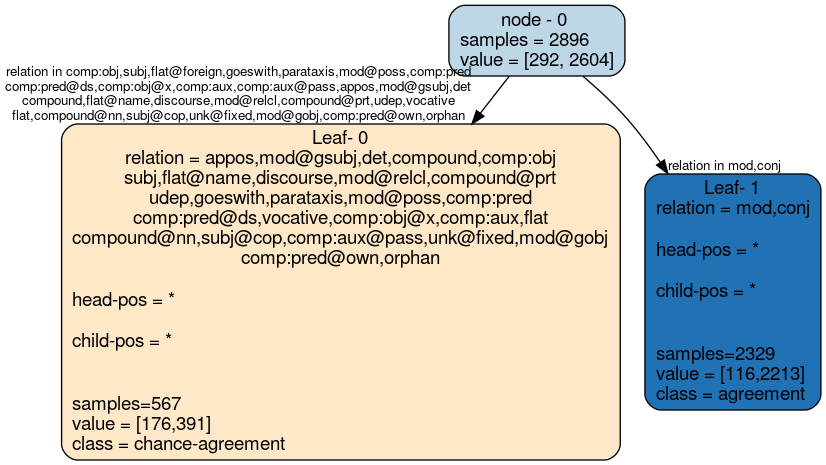 node - 0
samples = 2896
value = [292, 2604]
relation in comp:obj,subj,flat@foreign,goeswith,parataxis,mod@poss,comp:pred
comp:pred@ds,comp:obj@x,comp:aux,comp:aux@pass,appos,mod@gsubj,det
compound,flat@name,discourse,mod@relcl,compound@prt,udep,vocative
flat,compound@nn,subj@cop,unk@fixed,mod@gobj,comp:pred@own,orphan
Leaf- 0
relation = appos,mod@gsubj,det,compound,comp:obj
subj,flat@name,discourse,mod@relcl,compound@prt
udep,goeswith,parataxis,mod@poss,comp:pred
comp:pred@ds,vocative,comp:obj@x,comp:aux,flat
compound@nn,subj@cop,comp:aux@pass,unk@fixed,mod@gobj
comp:pred@own,orphan
head-pos = *
child-pos = *
samples=567
value = [176,391]
class = chance-agreement
relation in mod,conj
Leaf- 1
relation = mod,conj
head-pos = *
child-pos = *
samples=2329
value = [116,2213]
class = agreement